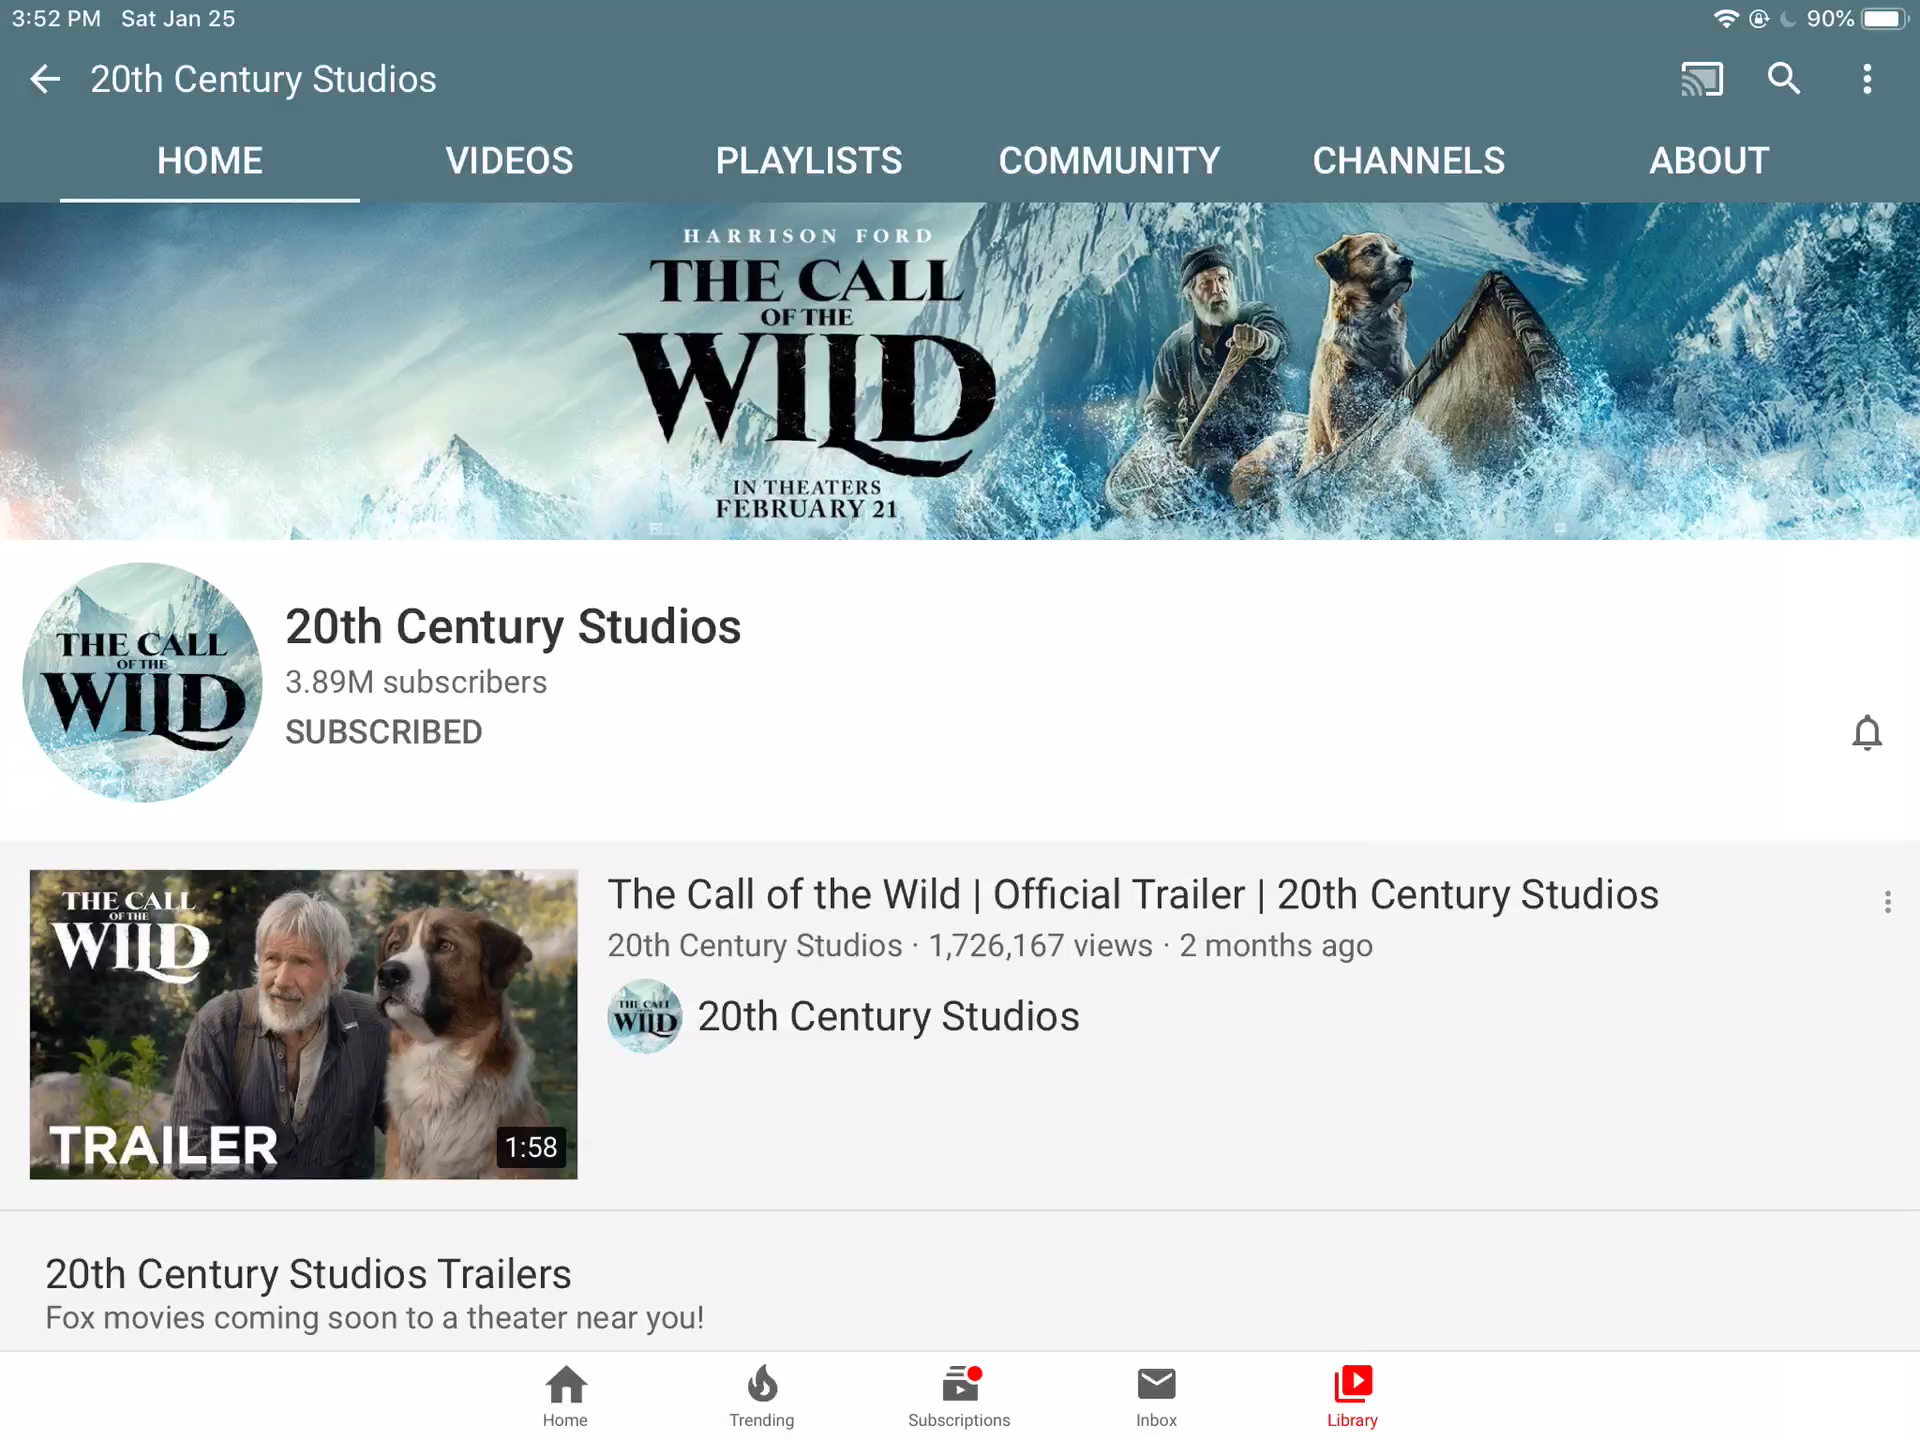 3:52 PM Sat Jan 25 90%
20th Century Studios
HOME VIDEOS PLAYLISTS COMMUNITY CHANNELS ABOUT
HARRISON FORD
THE CALL
OF THE
WILD
IN THEATERS
FEBRUARY 21
THE CALL
OF THE
WILD
20th Century Studios
3.89M subscribers
SUBSCRIBED
THE CALL
OF THE
WILD
TRAILER
1:58
The Call of the Wild | Official Trailer | 20th Century Studios
20th Century Studios · 1,726,167 views · 2 months ago
THE CALL
WILD
20th Century Studios
20th Century Studios Trailers
Fox movies coming soon to a theater near you!
Home Trending Subscriptions Inbox Library